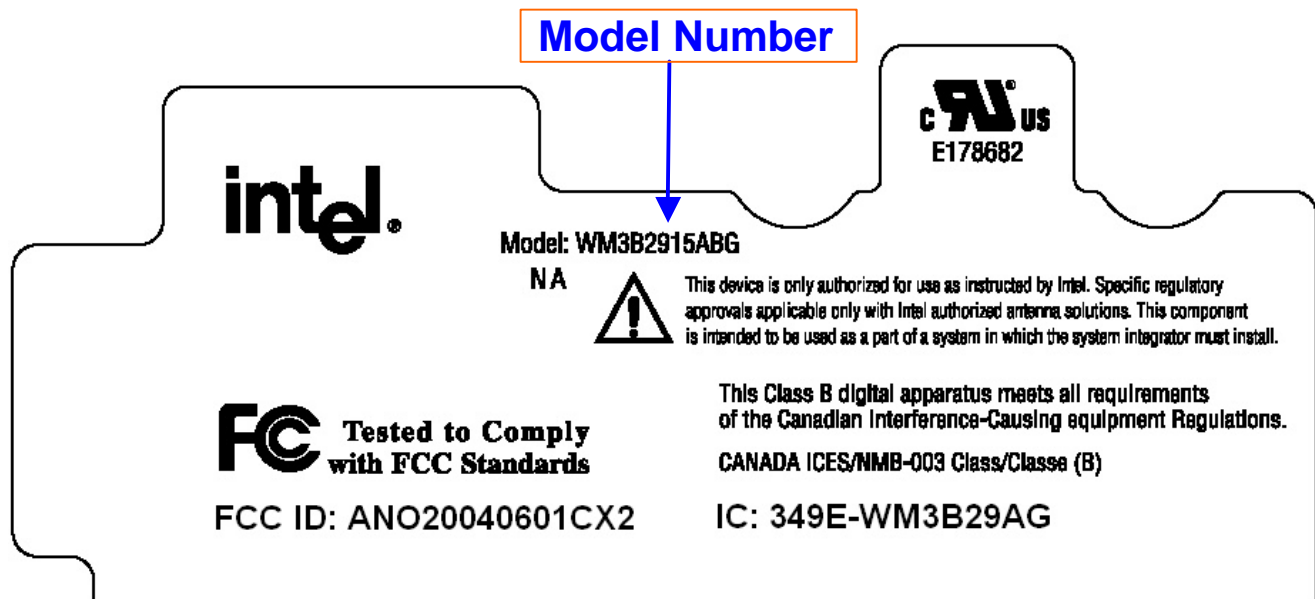 Model Number
c RU ® US
E178682
intel®
Model: WM3B2915ABG
NA
This device is only authorized for use as instructed by Intel. Specific regulatory
approvals applicable only with Intel authorized antenna solutions. This component
is intended to be used as a part of a system in which the system integrator must install.
This Class B digital apparatus meets all requirements
of the Canadian Interference-Causing equipment Regulations.
FC Tested to Comply
with FCC Standards
CANADA ICES/NMB-003 Class/Classe (B)
FCC ID: ANO20040601CX2
IC: 349E-WM3B29AG